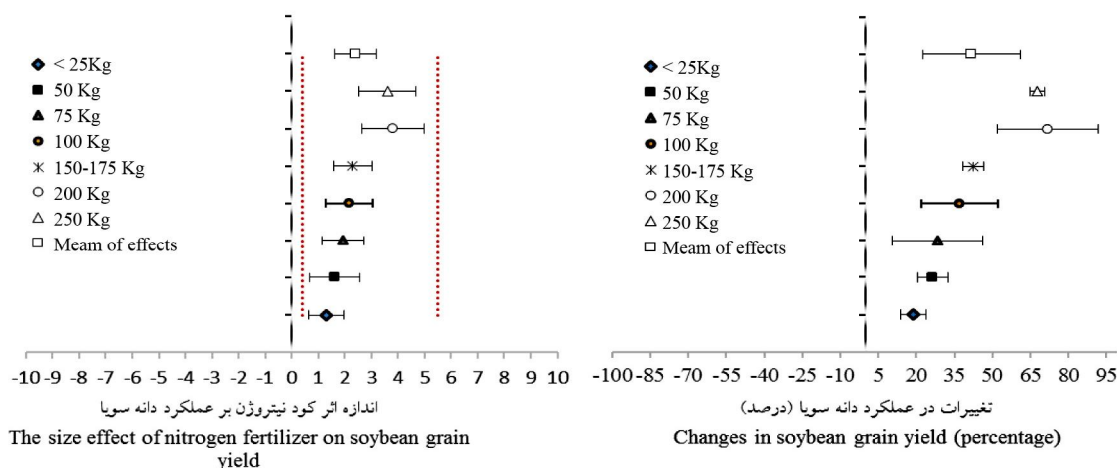 < 25Kg
50 Kg
75 Kg
100 Kg
150-175 Kg
200 Kg
250 Kg
Meam of effects
-10 -9 -8 -7 -6 -5 -4 -3 -2 -1 0 1 2 3 4 5 6 7 8 9 10
اندازه اثر کود نیتروژن بر عملکرد دانه سویا
The size effect of nitrogen fertilizer on soybean grain
yield
< 25Kg
50 Kg
75 Kg
100 Kg
150-175 Kg
200 Kg
250 Kg
Meam of effects
-100 -85 -70 -55 -40 -25 -10 5 20 35 50 65 80 95
تغییرات در عملکرد دانه سویا (درصد)
Changes in soybean grain yield (percentage)